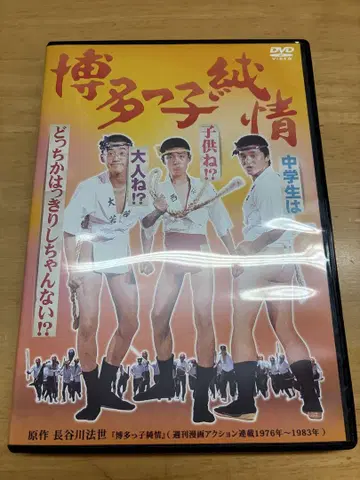 DVD
VIDEO
博多っ子純情
中学生は
子供ね!?
大人ね!?
どっちかはっきりしちゃんない!?
原作 長谷川法世『博多っ子純情』(週刊漫画アクション連載1976年~1983年)